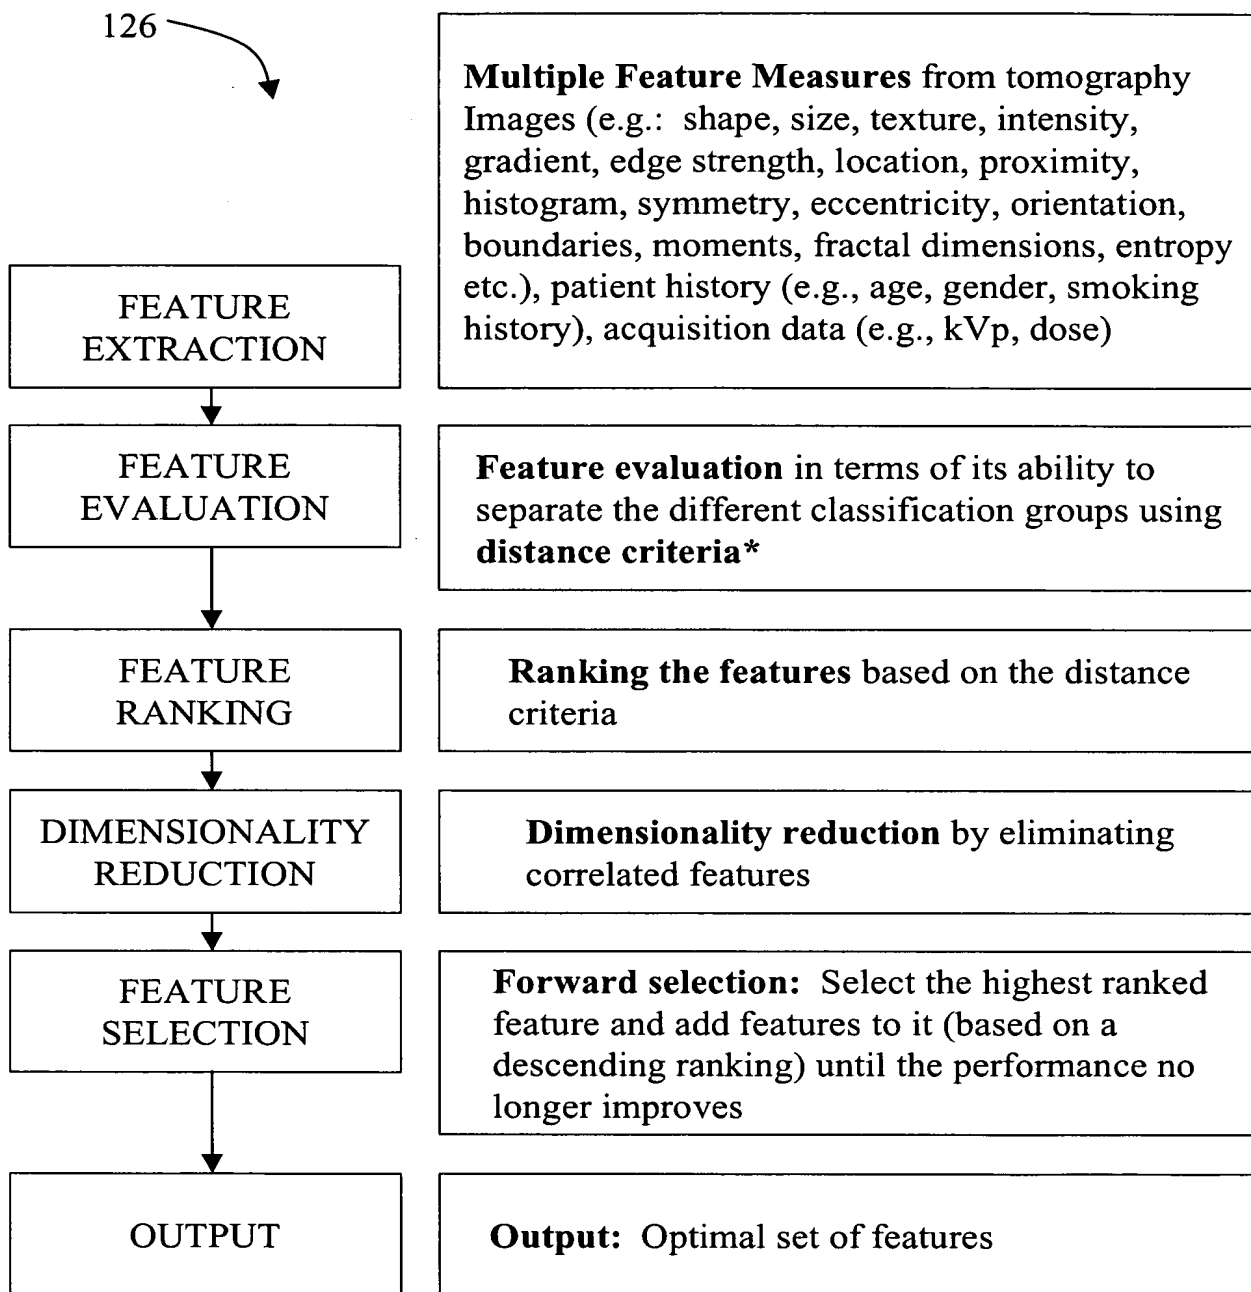 126
Multiple Feature Measures from tomography
Images (e.g.: shape, size, texture, intensity,
gradient, edge strength, location, proximity,
histogram, symmetry, eccentricity, orientation,
boundaries, moments, fractal dimensions, entropy
etc.), patient history (e.g., age, gender, smoking
history), acquisition data (e.g., kVp, dose)
FEATURE
EXTRACTION
FEATURE
EVALUATION
Feature evaluation in terms of its ability to
separate the different classification groups using
distance criteria*
FEATURE
RANKING
Ranking the features based on the distance
criteria
DIMENSIONALITY
REDUCTION
Dimensionality reduction by eliminating
correlated features
FEATURE
SELECTION
Forward selection: Select the highest ranked
feature and add features to it (based on a
descending ranking) until the performance no
longer improves
OUTPUT
Output: Optimal set of features